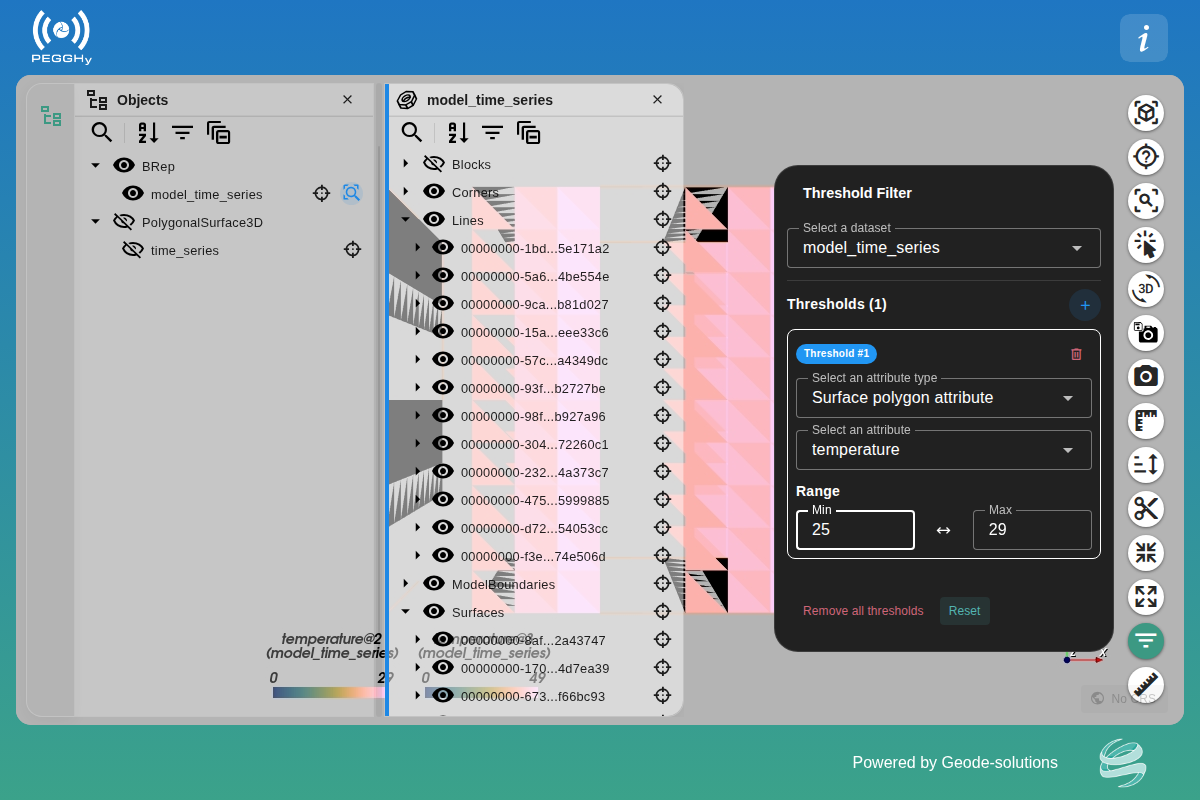 PEGGHy
i
Objects
BRep
model_time_series
PolygonalSurface3D
time_series
model_time_series
Blocks
Corners
Lines
00000000-1bd...5e171a2
00000000-5a6...4be554e
00000000-9ca...b81d027
00000000-15a...eee33c6
00000000-57c...a4349dc
00000000-93f...b2727be
00000000-98f...b927a96
00000000-304...72260c1
00000000-232...4a373c7
00000000-475...5999885
00000000-d72...54053cc
00000000-f3e...74e506d
ModelBoundaries
Surfaces
00000000-8af...2a43747
00000000-170...4d7ea39
00000000-673...f66bc93
temperature@2
(model_time_series)
0 29
(model_time_series)
0 49
Threshold Filter
Select a dataset
model_time_series
Thresholds (1)
+
Threshold #1
Select an attribute type
Surface polygon attribute
Select an attribute
temperature
Range
Min
25
Max
29
Remove all thresholds
Reset
3D
X
No CRS
Powered by Geode-solutions